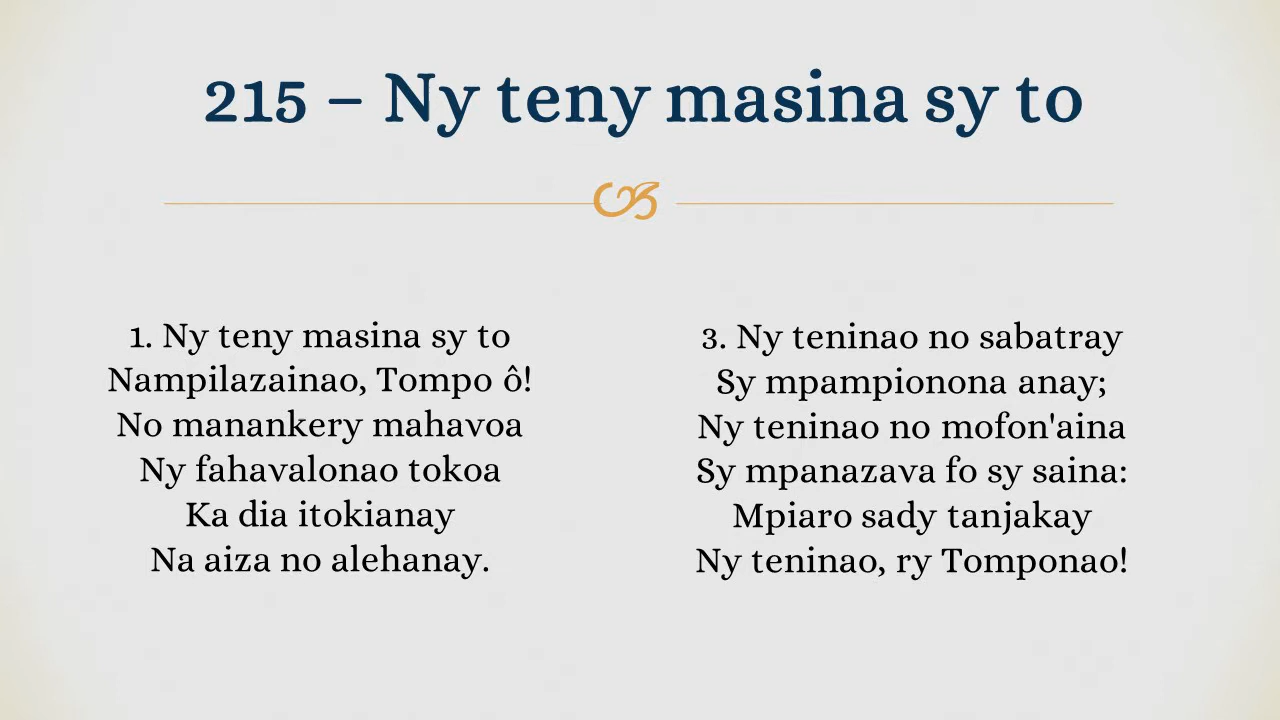 215 – Ny teny masina sy to
1. Ny teny masina sy to
Nampilazainao, Tompo ô!
No manankery mahavoa
Ny fahavalonao tokoa
Ka dia itokianay
Na aiza no alehanay.
3. Ny teninao no sabatray
Sy mpampionona anay;
Ny teninao no mofon'aina
Sy mpanazava fo sy saina:
Mpiaro sady tanjakay
Ny teninao, ry Tomponao!